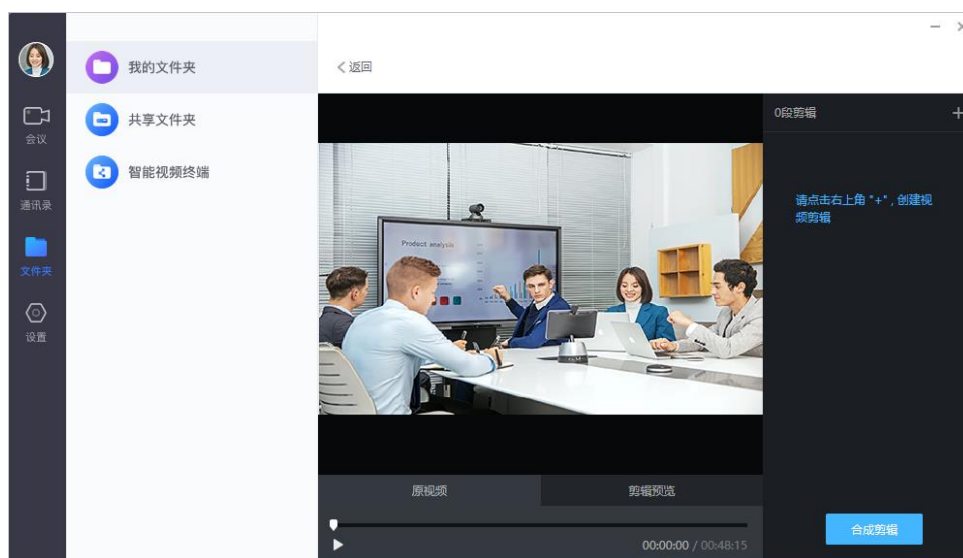 会议
通讯录
文件夹
设置
我的文件夹
共享文件夹
智能视频终端
返回
Product analysis
原视频
剪辑预览
00:00:00 / 00:48:15
0段剪辑
请点击右上角 "+" , 创建视
频剪辑
合成剪辑